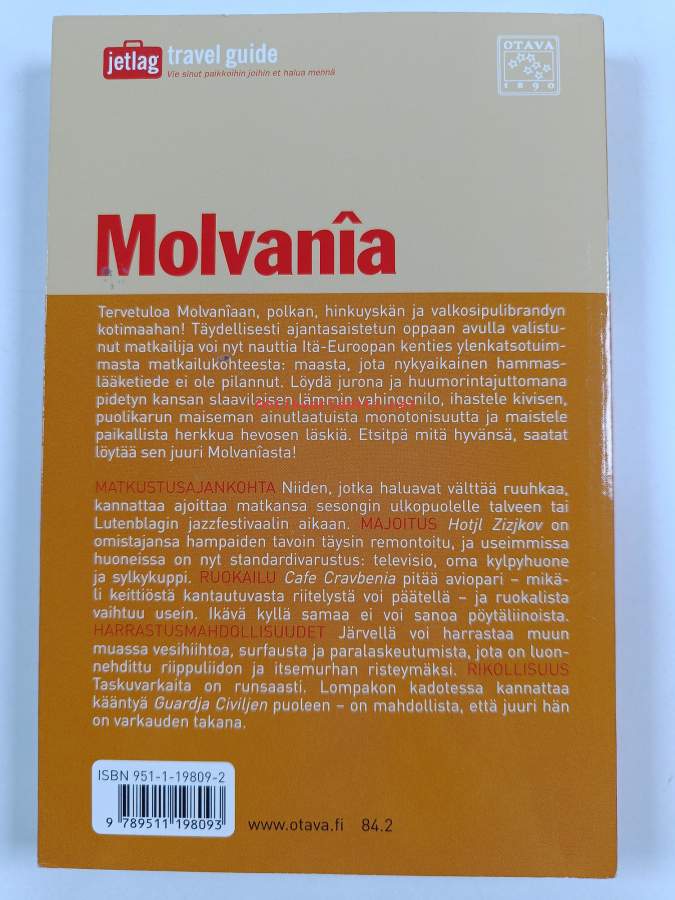 jetlag travel guide
Vie sinut paikkoihin joihin et halua mennä
OTAVA
1890
Molvanîa
Tervetuloa Molvanîaan, polkan, hinkuyskän ja valkosipulibrandyn
kotimaahan! Täydellisesti ajantasaistetun oppaan avulla valistu-
nut matkailija voi nyt nauttia Itä-Euroopan kenties ylenkatsotuim-
masta matkailukohteesta: maasta, jota nykyaikainen hammas-
lääketiede ei ole pilannut. Löydä jurona ja huumorintajuttomana
pidetyn kansan slaavilaisen lämmin vahingonilo, ihastele kivisen,
puolikarun maiseman ainutlaatuista monotonisuutta ja maistele
paikallista herkkua hevosen läskiä. Etsitpä mitä hyvänsä, saatat
löytää sen juuri Molvanîasta!
MATKUSTUSAJANKOHTA Niiden, jotka haluavat välttää ruuhkaa,
kannattaa ajoittaa matkansa sesongin ulkopuolelle talveen tai
Lutenblagin jazzfestivaalin aikaan. MAJOITUS Hotjl Zizjkov on
omistajansa hampaiden tavoin täysin remontoitu, ja useimmissa
huoneissa on nyt standardivarustus: televisio, oma kylpyhuone
ja sylkykuppi. RUOKAILU Cafe Cravbenia pitää aviopari – mikä-
li keittiöstä kantautuvasta riitelystä voi päätellä – ja ruokalista
vaihtuu usein. Ikävä kyllä samaa ei voi sanoa pöytäliinoista.
HARRASTUSMAHDOLLISUUDET Järvellä voi harrastaa muun
muassa vesihiihtoa, surfausta ja paralaskeutumista, jota on luon-
nehdittu riippuliidon ja itsemurhan risteymäksi. RIKOLLISUUS
Taskuvarkaita on runsaasti. Lompakon kadotessa kannattaa
kääntyä Guardja Civiljen puoleen – on mahdollista, että juuri hän
on varkauden takana.
ISBN 951-1-19809-2
9 789511 198093
www.otava.fi 84.2